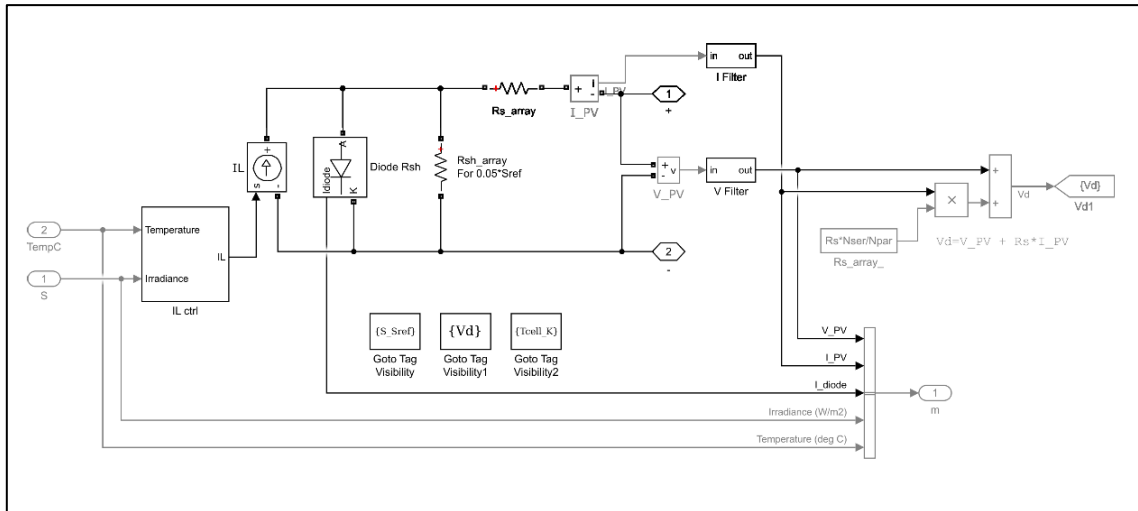 in
out
I Filter
+
i
-
I_PV
I_PV
Rs_array
1
+
IL
+
-
s
A
K
Idiode
Diode Rsh
Rsh_array
For 0.05*Sref
+
-
v
V_PV
in
out
V Filter
+
+
Vd
{Vd}
Vd1
×
Rs*Nser/Npar
Rs_array_
Vd=V_PV + Rs*I_PV
2
-
2
TempC
1
S
Temperature
Irradiance
IL
IL ctrl
{S_Sref}
Goto Tag
Visibility
{Vd}
Goto Tag
Visibility1
{Tcell_K}
Goto Tag
Visibility2
V_PV
I_PV
I_diode
Irradiance (W/m2)
Temperature (deg C)
1
m